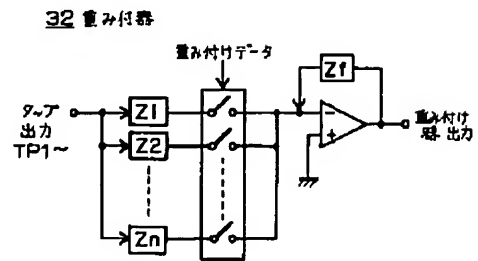 32 重み付器
重み付けデータ
Z1
Z2
Zn
Zf
タップ
出力
TP1~
重み付け
器 出力
−
+